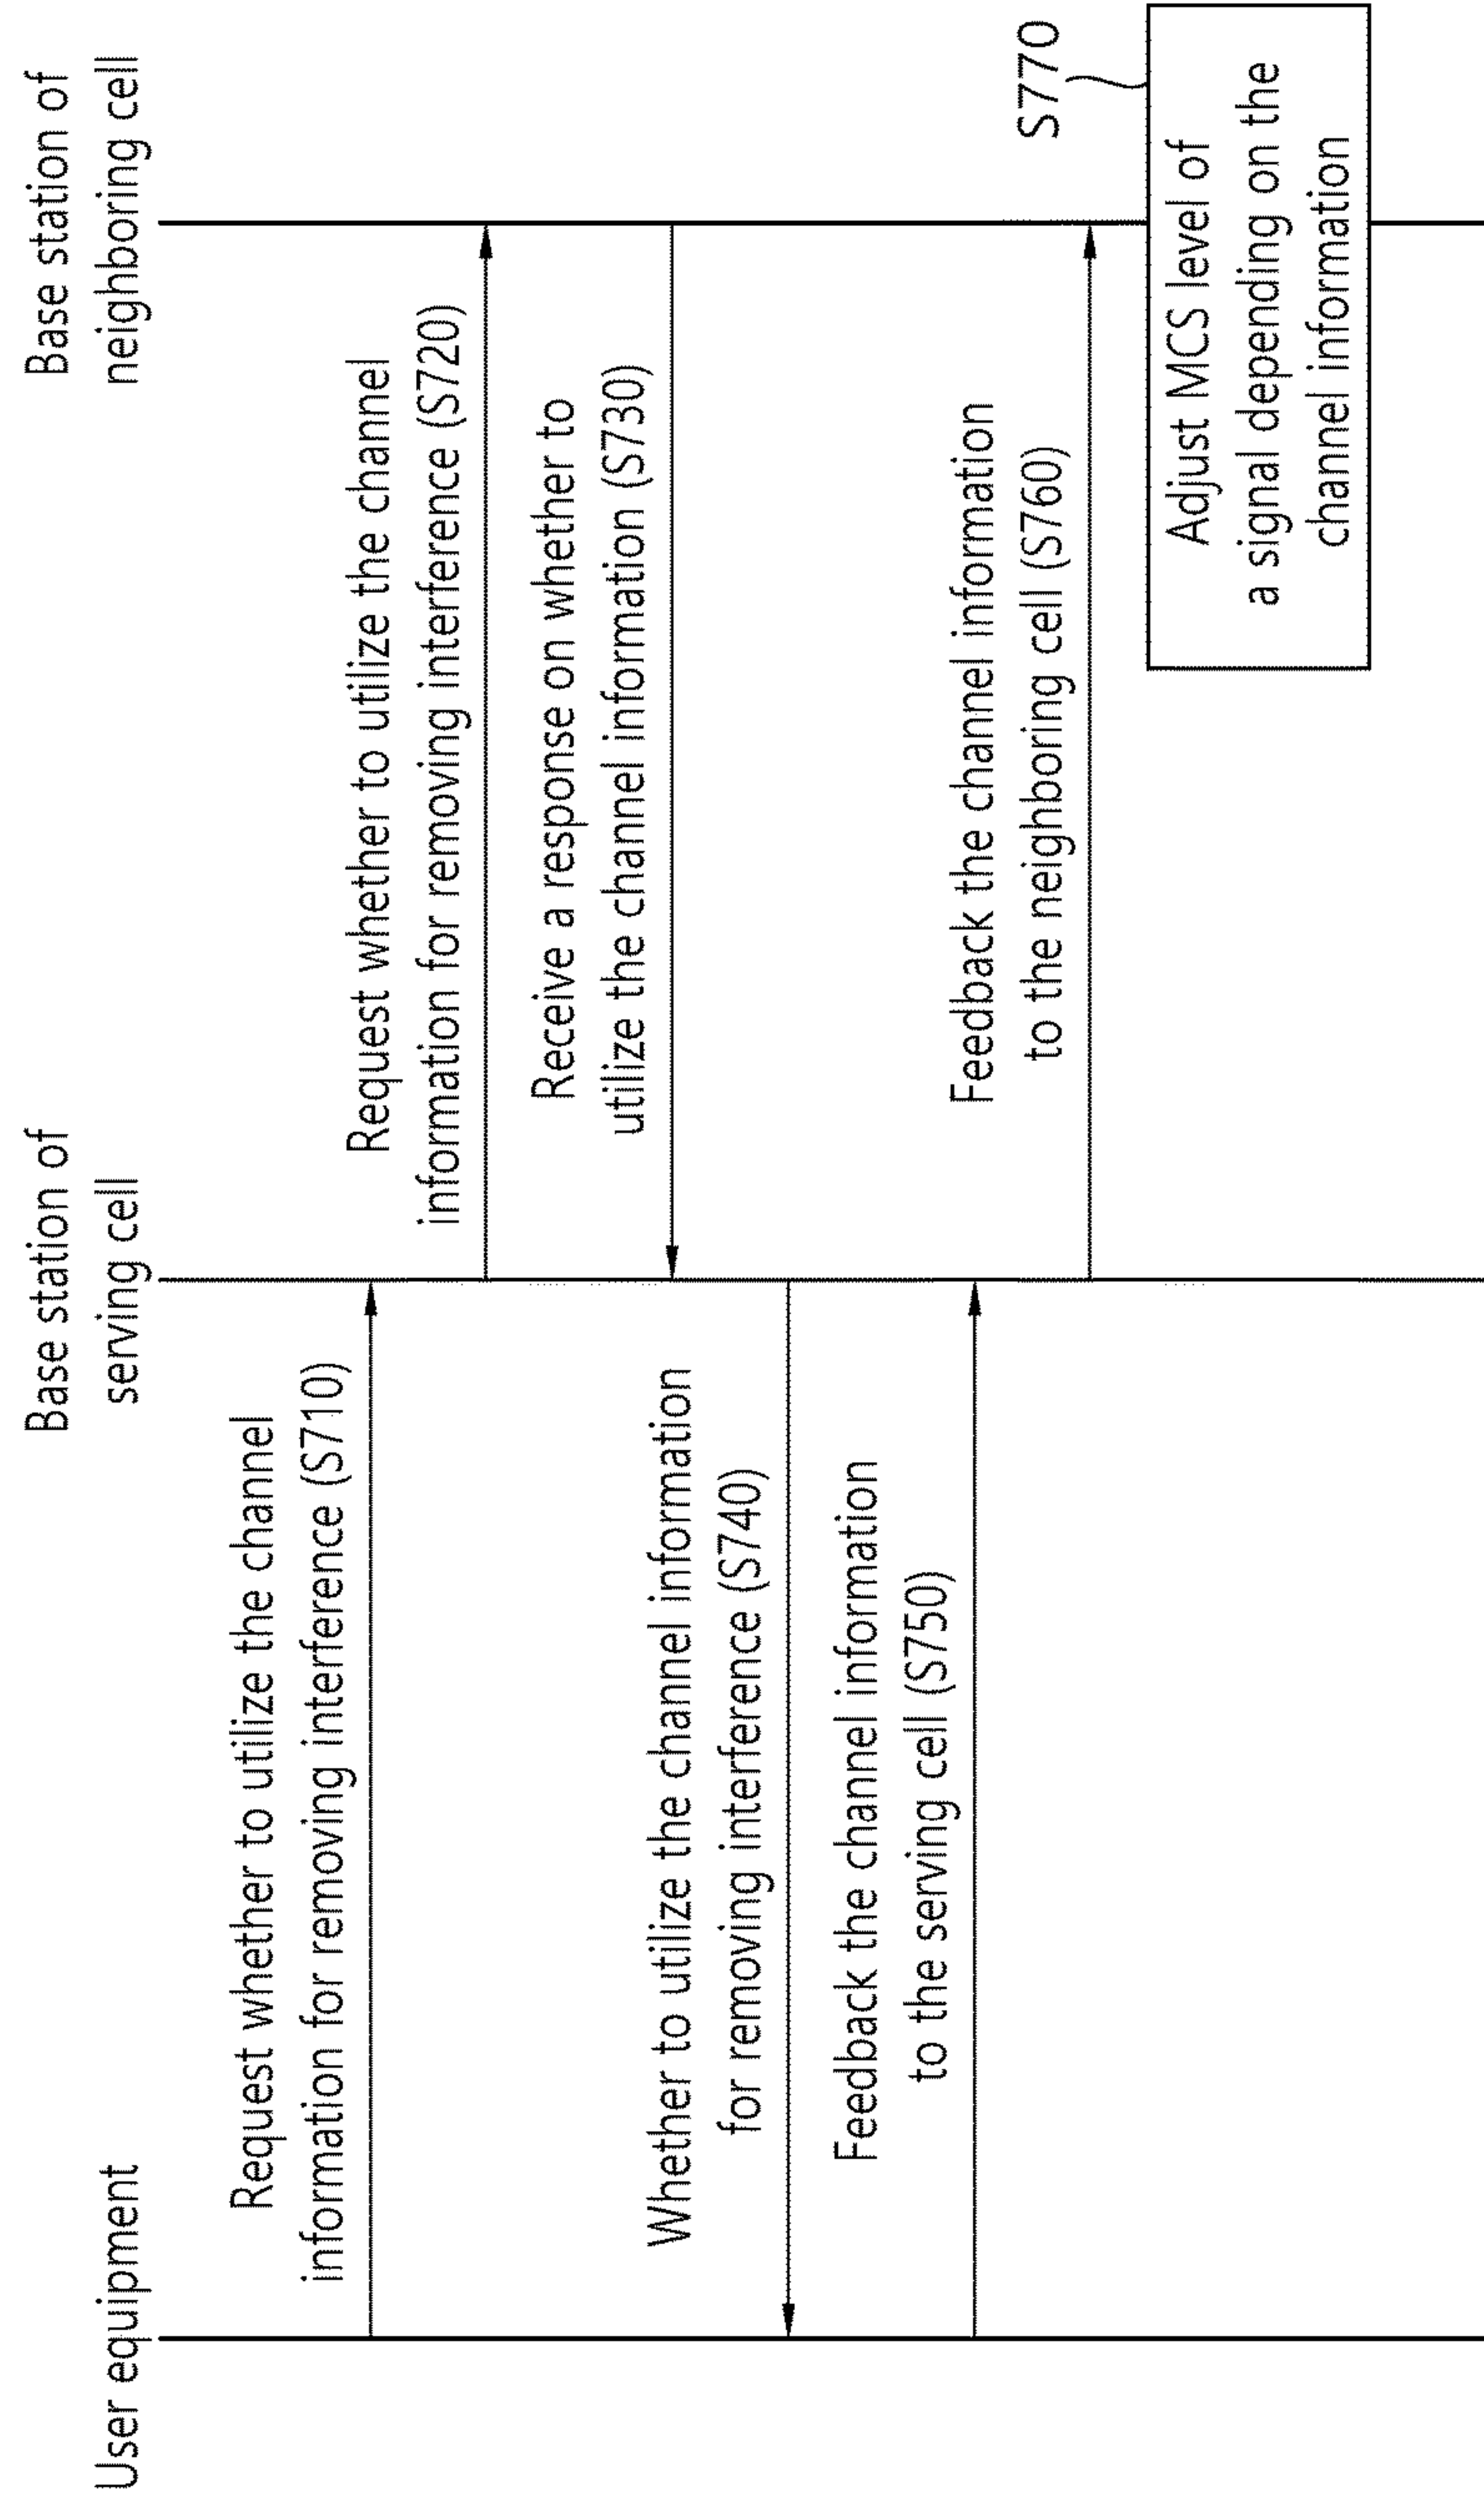 User equipment
Base station of
serving cell
Base station of
neighboring cell
Request whether to utilize the channel
information for removing interference (S710)
Request whether to utilize the channel
information for removing interference (S720)
Receive a response on whether to
utilize the channel information (S730)
Whether to utilize the channel information
for removing interference (S740)
Feedback the channel information
to the serving cell (S750)
Feedback the channel information
to the neighboring cell (S760)
S770
Adjust MCS level of
a signal depending on the
channel information